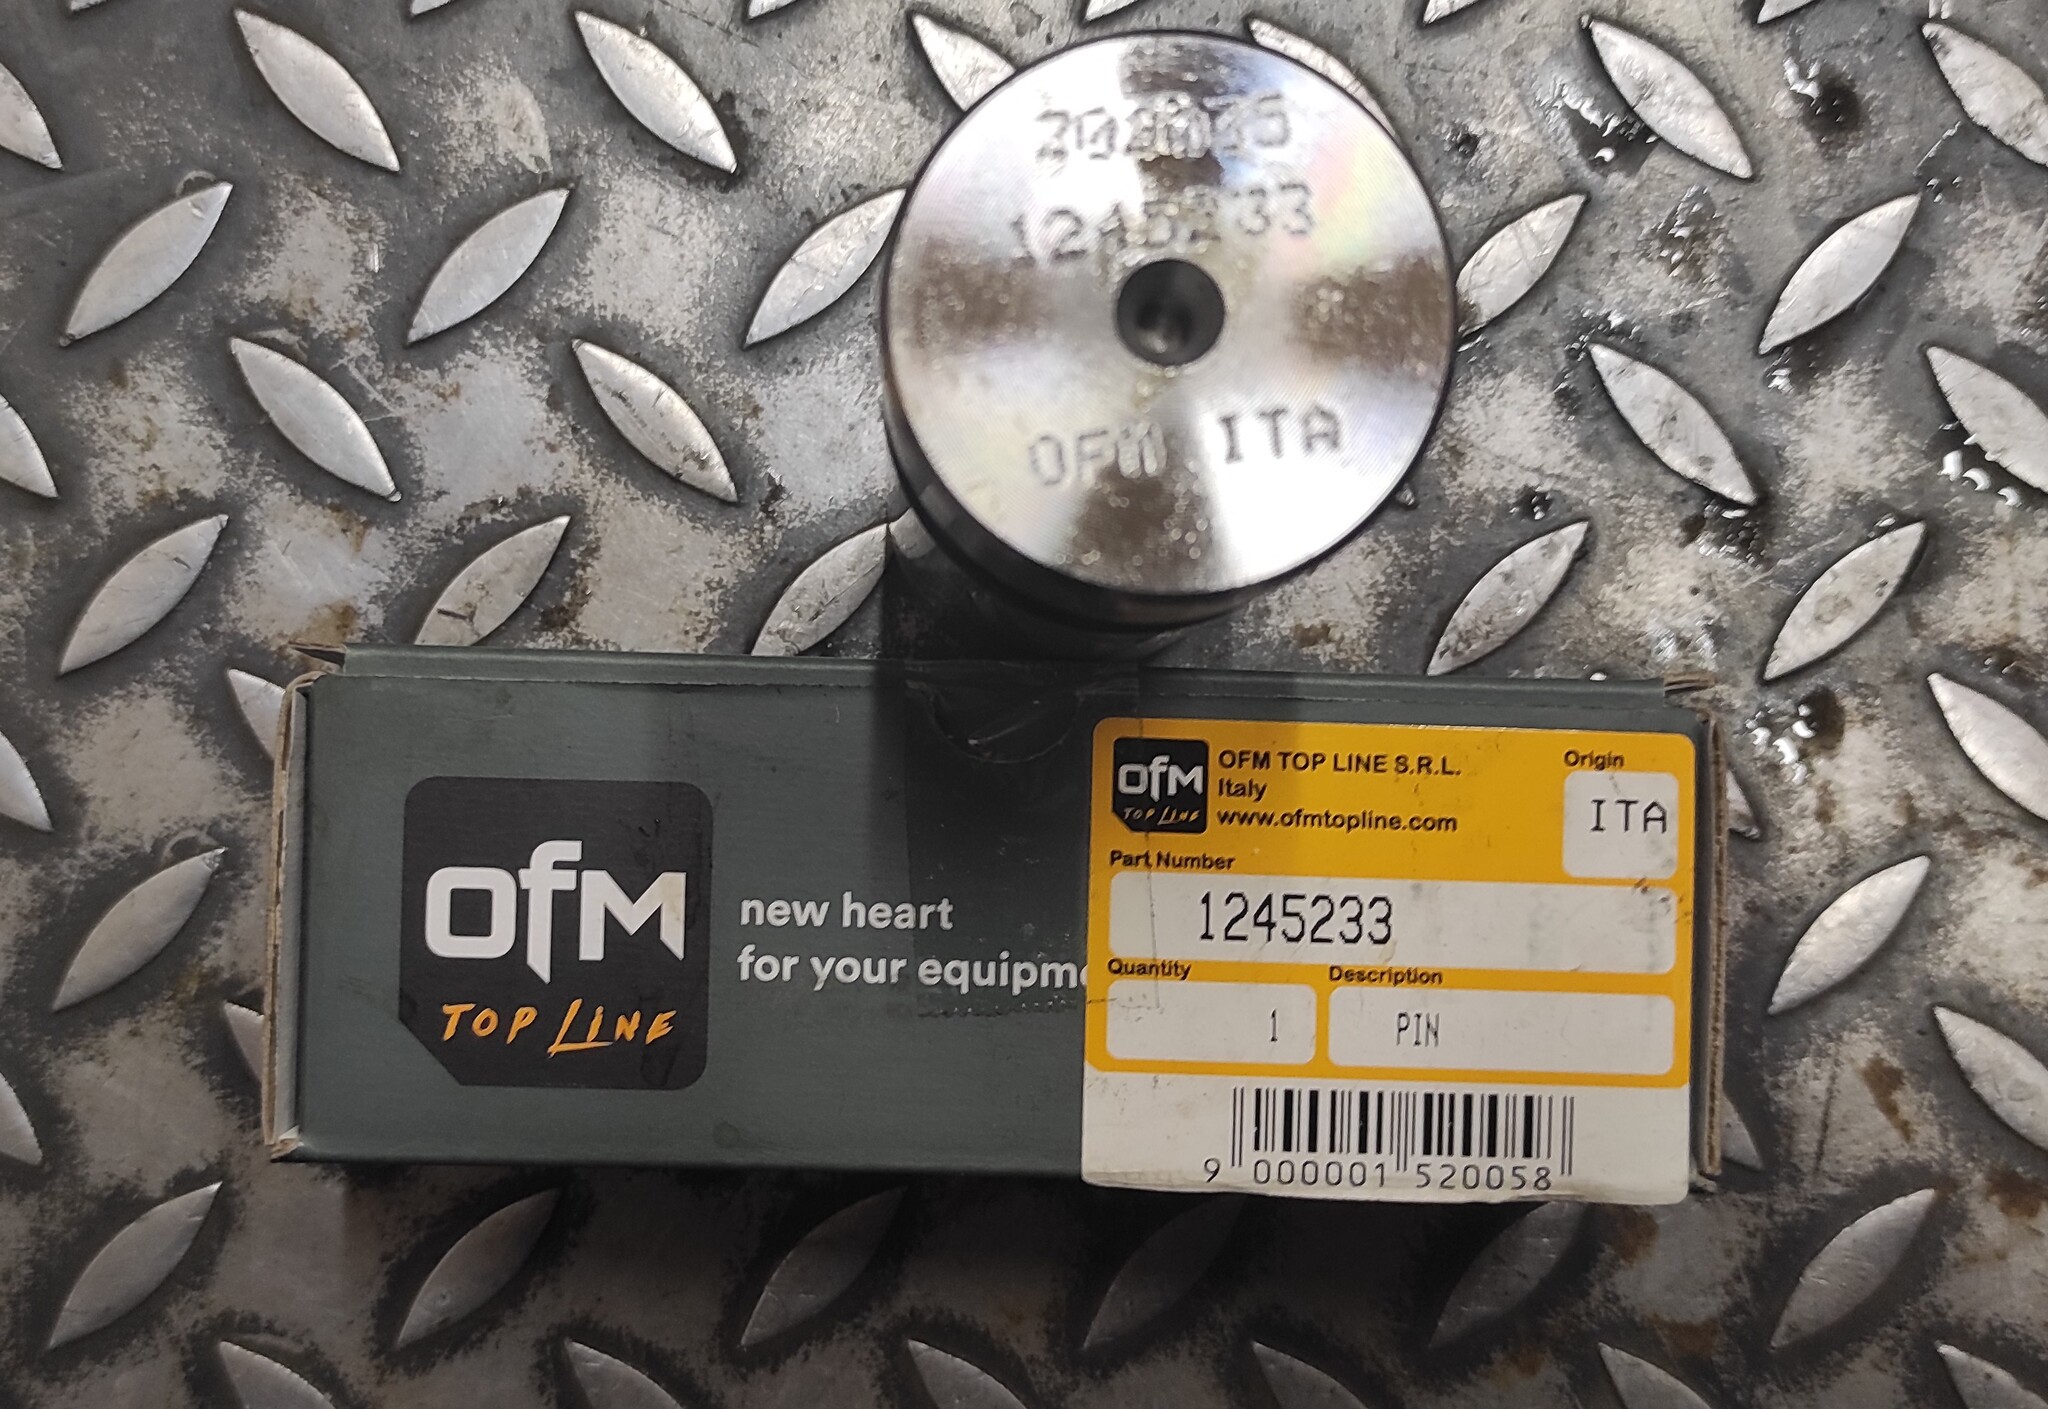 1245233
OFM ITA
OFM
TOP LINE
new heart
for your equipm
OFM
TOP LINE
OFM TOP LINE S.R.L.
Italy
www.ofmtopline.com
Origin
ITA
Part Number
1245233
Quantity
1
Description
PIN
9 000001 520058